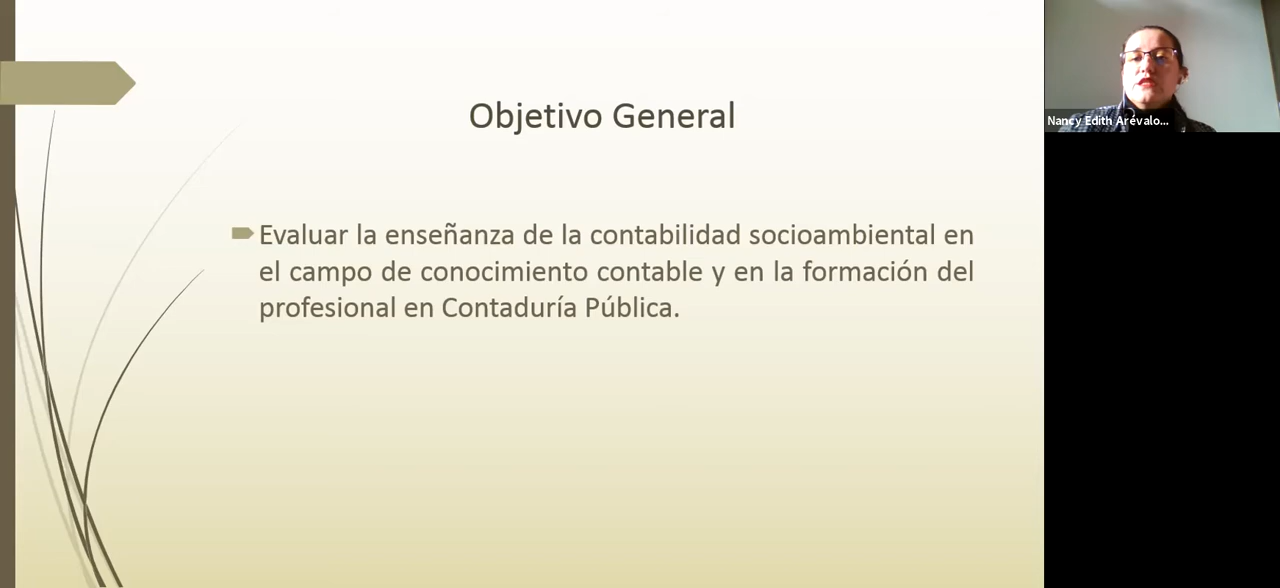 Objetivo General
Evaluar la enseñanza de la contabilidad socioambiental en
el campo de conocimiento contable y en la formación del
profesional en Contaduría Pública.
Nancy Edith Arévalo...